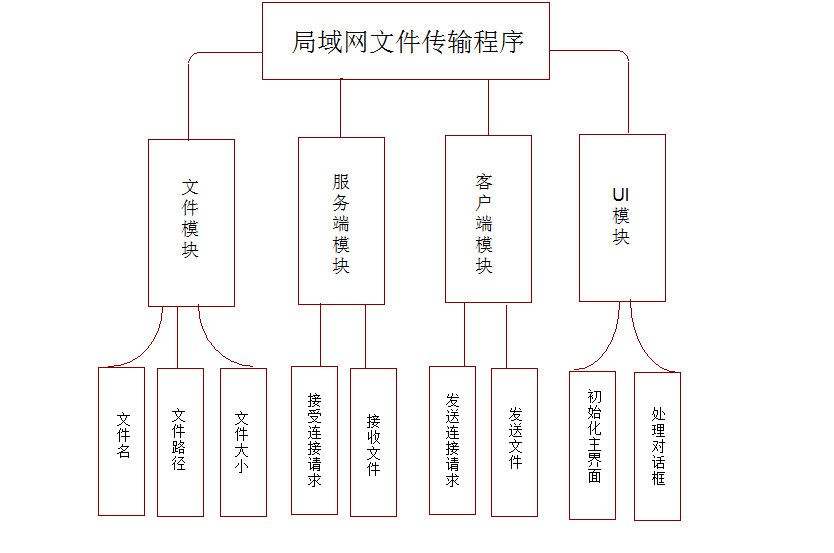 局域网文件传输程序
文件模块
服务端模块
客户端模块
UI模块
文件名
文件路径
文件大小
接受连接请求
接收文件
发送连接请求
发送文件
初始化主界面
处理对话框